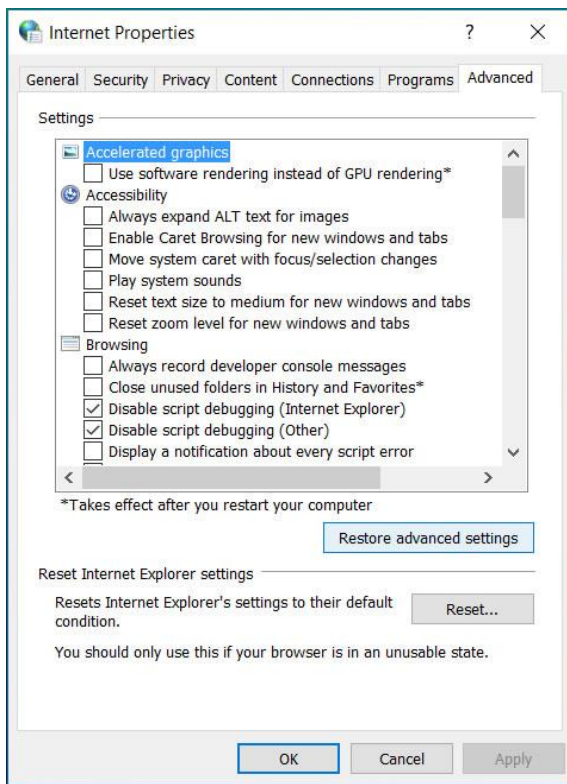 Internet Properties
?
General Security Privacy Content Connections Programs Advanced
Settings
Accelerated graphics
Use software rendering instead of GPU rendering*
Accessibility
Always expand ALT text for images
Enable Caret Browsing for new windows and tabs
Move system caret with focus/selection changes
Play system sounds
Reset text size to medium for new windows and tabs
Reset zoom level for new windows and tabs
Browsing
Always record developer console messages
Close unused folders in History and Favorites*
Disable script debugging (Internet Explorer)
Disable script debugging (Other)
Display a notification about every script error
*Takes effect after you restart your computer
Restore advanced settings
Reset Internet Explorer settings
Resets Internet Explorer's settings to their default
condition.
Reset...
You should only use this if your browser is in an unusable state.
OK Cancel Apply